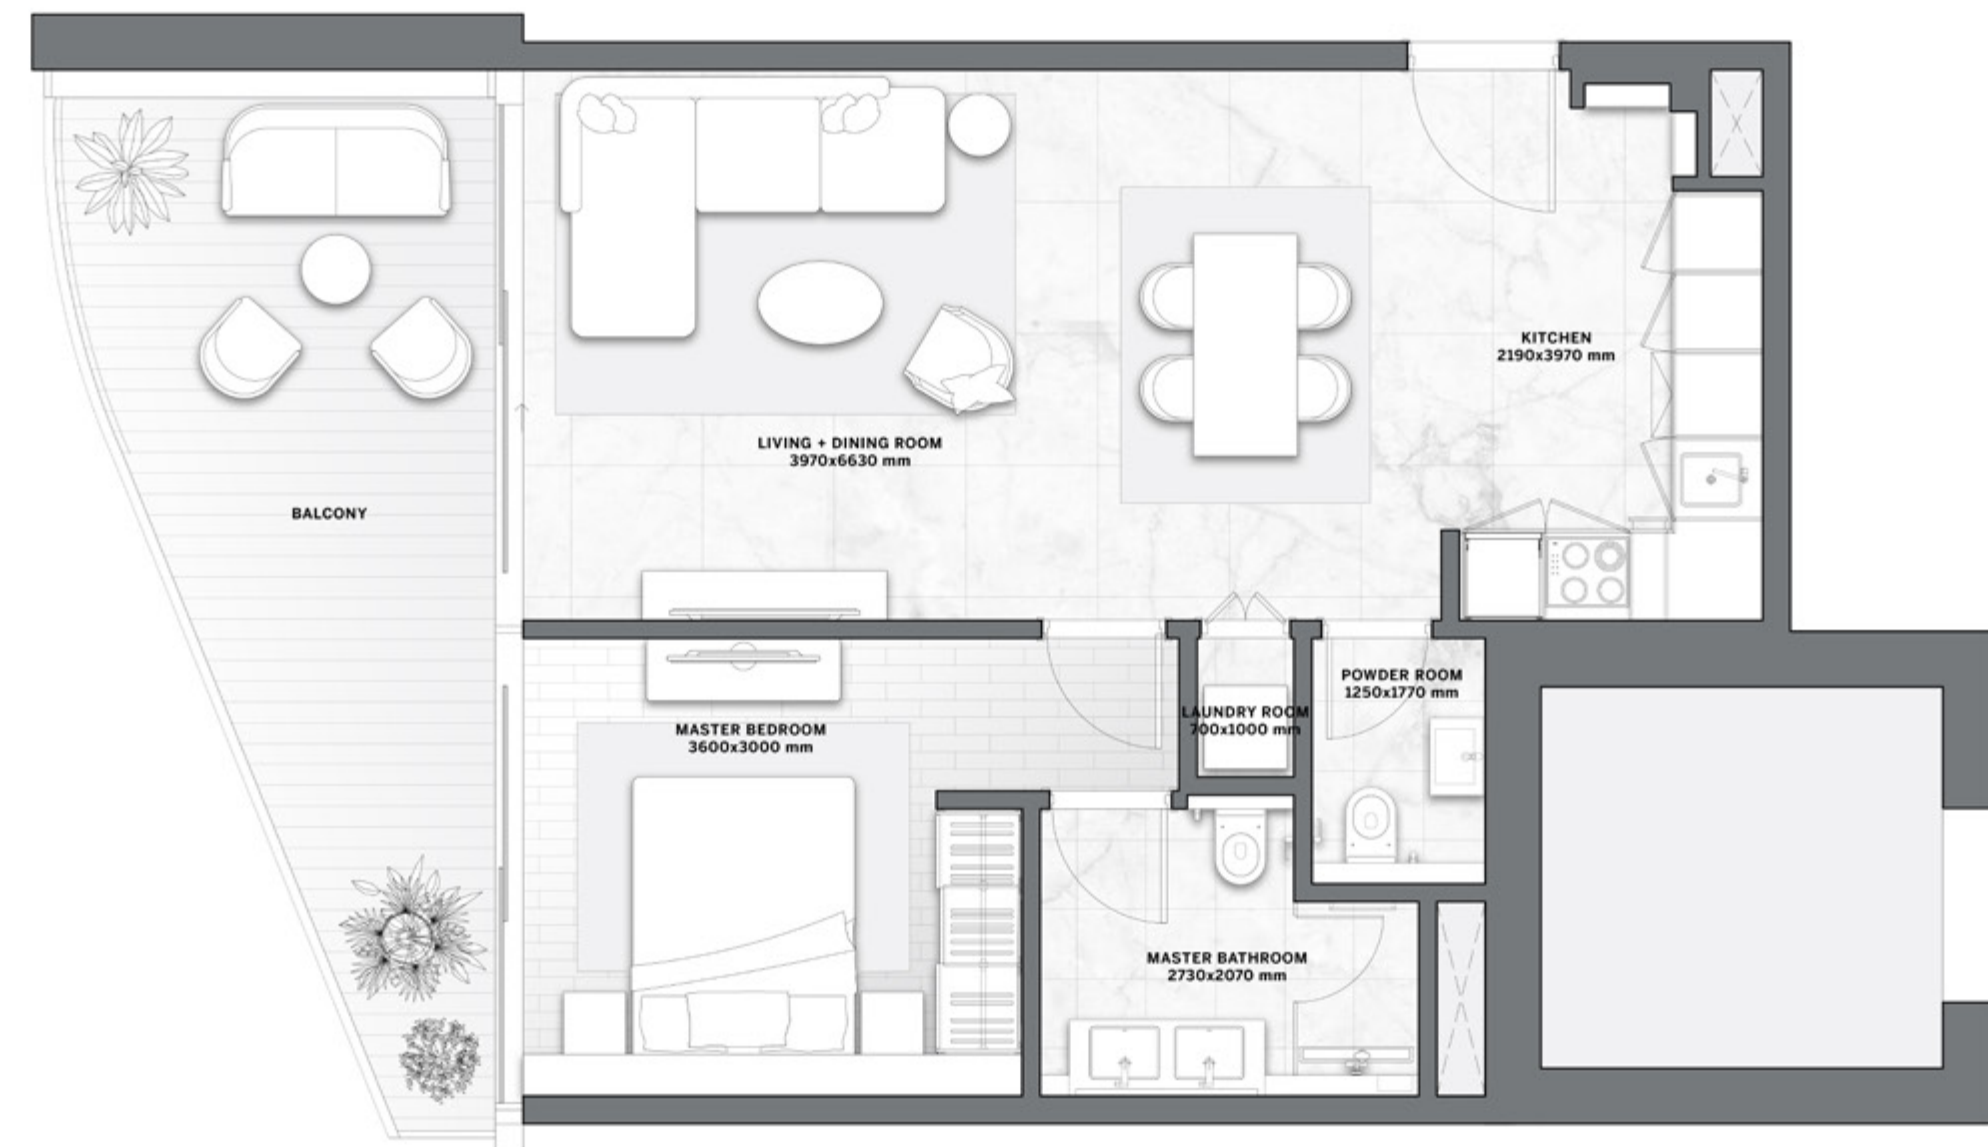 KITCHEN
2190x3970 mm
LIVING + DINING ROOM
3970x6630 mm
BALCONY
POWDER ROOM
1250x1770 mm
LAUNDRY ROOM
700x1000 mm
MASTER BEDROOM
3600x3000 mm
MASTER BATHROOM
2730x2070 mm